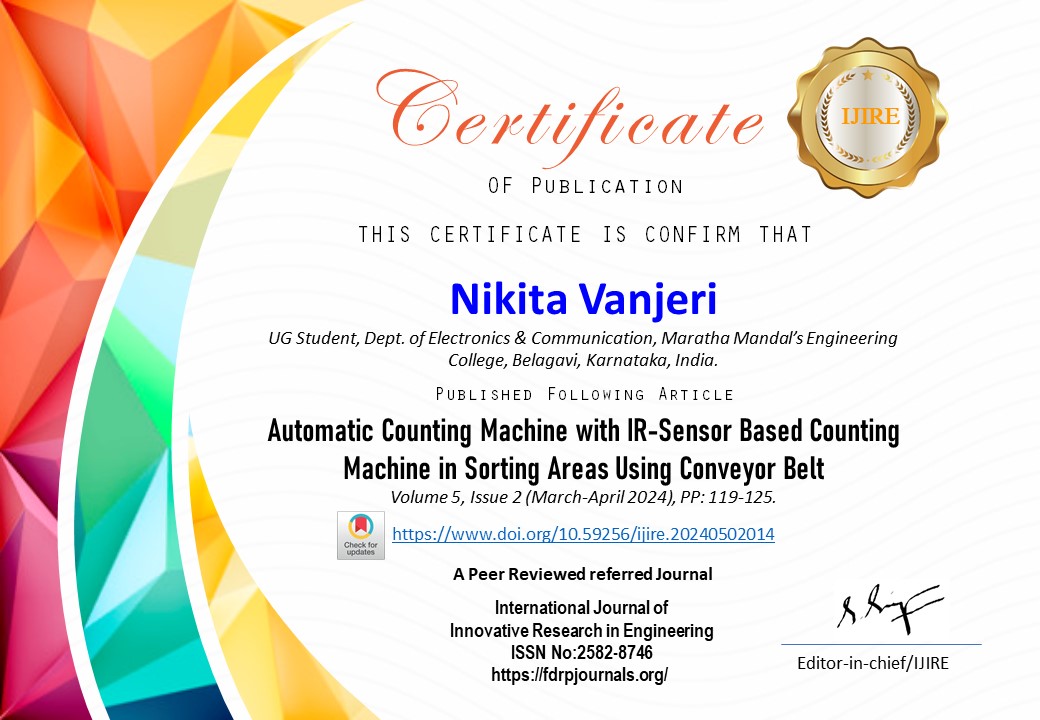 Certificate
IJIRE
OF PUBLICATION
THIS CERTIFICATE IS CONFIRM THAT
Nikita Vanjeri
UG Student, Dept. of Electronics & Communication, Maratha Mandal's Engineering
College, Belagavi, Karnataka, India.
PUBLISHED FOLLOWING ARTICLE
Automatic Counting Machine with IR-Sensor Based Counting
Machine in Sorting Areas Using Conveyor Belt
Volume 5, Issue 2 (March-April 2024), PP: 119-125.
Check for
updates
https://www.doi.org/10.59256/ijire.20240502014
A Peer Reviewed referred Journal
International Journal of
Innovative Research in Engineering
ISSN No:2582-8746
https://fdrpjournals.org/
Editor-in-chief/IJIRE